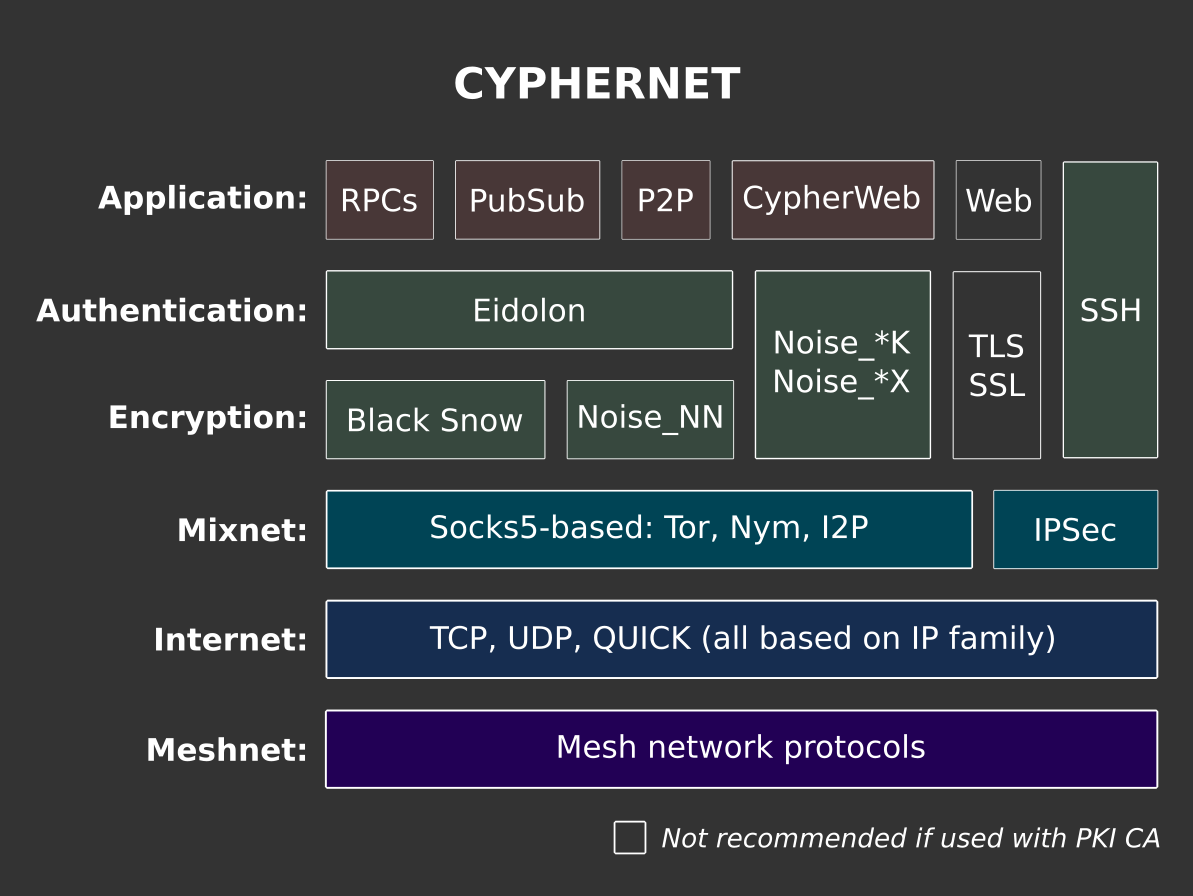 CYPHERNET
Application:
RPCs
PubSub
P2P
CypherWeb
Web
SSH
Authentication:
Eidolon
Noise_*K
Noise_*X
TLS
SSL
Encryption:
Black Snow
Noise_NN
Mixnet:
Socks5-based: Tor, Nym, I2P
IPSec
Internet:
TCP, UDP, QUICK (all based on IP family)
Meshnet:
Mesh network protocols
Not recommended if used with PKI CA